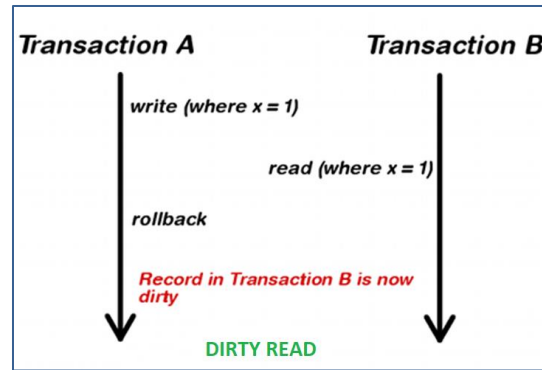 Transaction A
Transaction B
write (where x = 1)
read (where x = 1)
rollback
Record in Transaction B is now
dirty
DIRTY READ